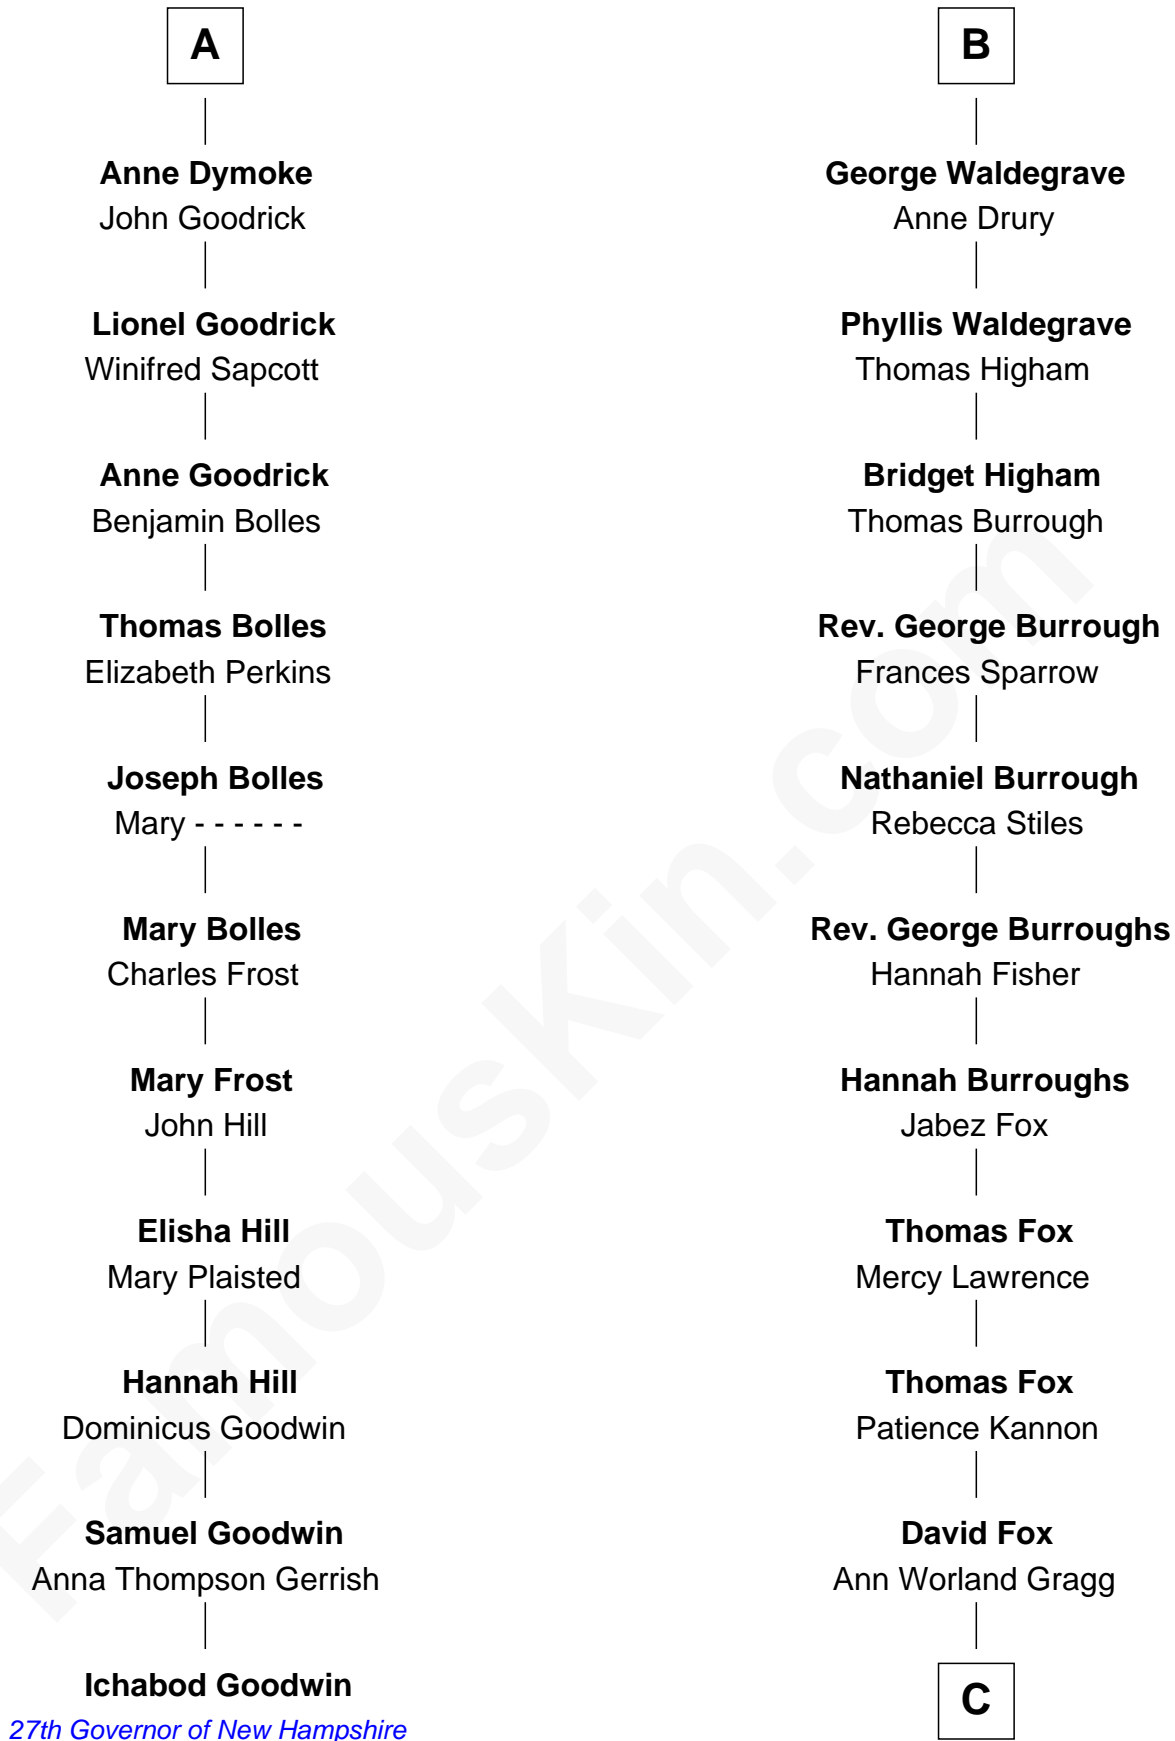 A
Anne Dymoke
John Goodrick
Lionel Goodrick
Winifred Sapcott
Anne Goodrick
Benjamin Bolles
Thomas Bolles
Elizabeth Perkins
Joseph Bolles
Mary - - - - - -
Mary Bolles
Charles Frost
Mary Frost
John Hill
Elisha Hill
Mary Plaisted
Hannah Hill
Dominicus Goodwin
Samuel Goodwin
Anna Thompson Gerrish
Ichabod Goodwin
27th Governor of New Hampshire
B
George Waldegrave
Anne Drury
Phyllis Waldegrave
Thomas Higham
Bridget Higham
Thomas Burrough
Rev. George Burrough
Frances Sparrow
Nathaniel Burrough
Rebecca Stiles
Rev. George Burroughs
Hannah Fisher
Hannah Burroughs
Jabez Fox
Thomas Fox
Mercy Lawrence
Thomas Fox
Patience Kannon
David Fox
Ann Worland Gragg
C
FamousKin.com